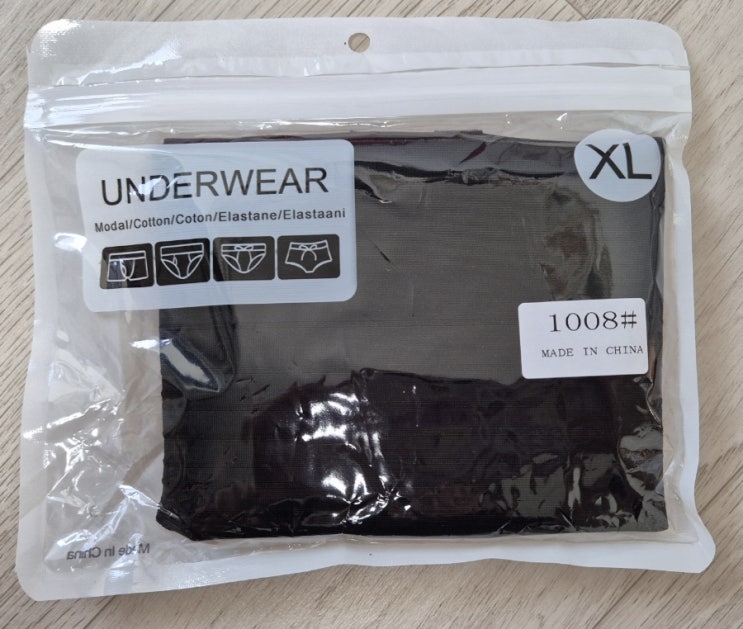 XL
UNDERWEAR
Modal/Cotton/Coton/Elastane/Elastaani
1008#
MADE IN CHINA
Made In China